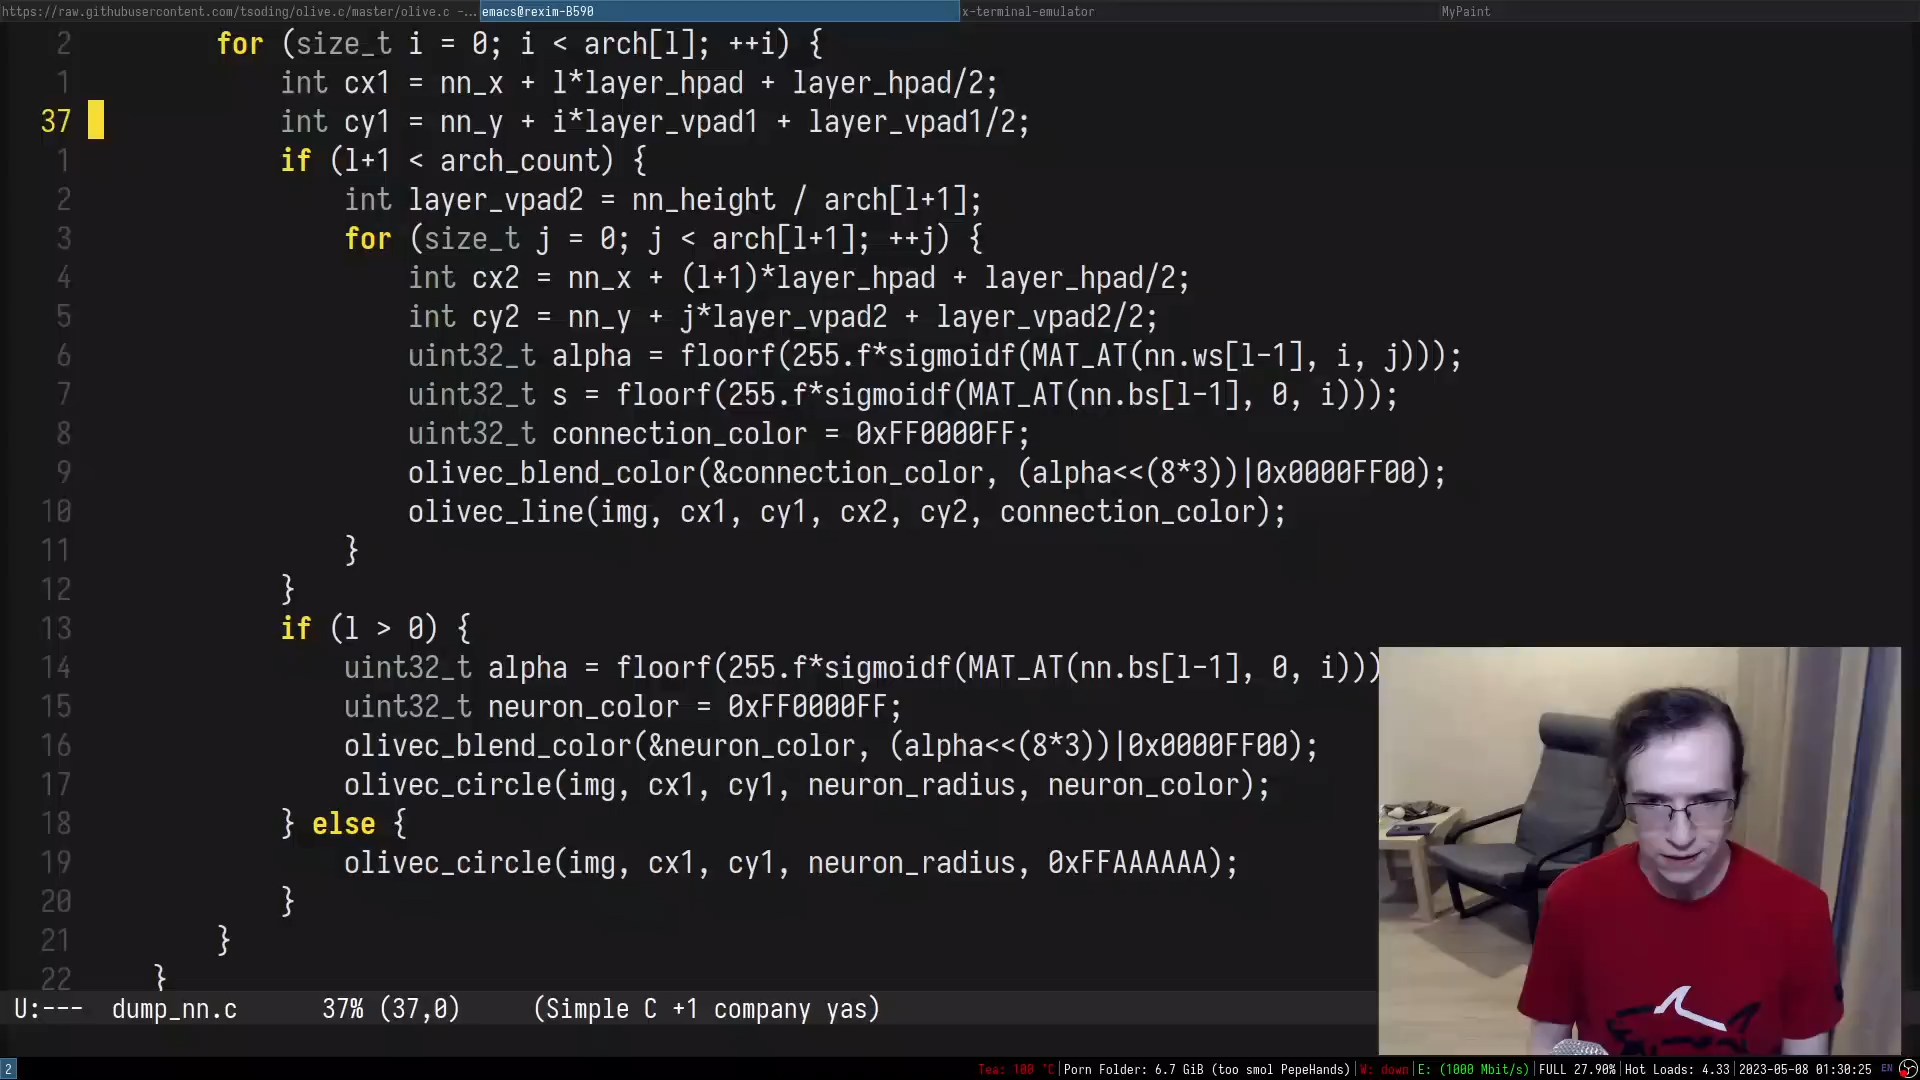 https://raw.githubusercontent.com/tsoding/olive.c/master/olive.c -... emacs@rexim-B590 x-terminal-emulator MyPaint
2 for (size_t i = 0; i < arch[l]; ++i) {
1 int cx1 = nn_x + l*layer_hpad + layer_hpad/2;
37 int cy1 = nn_y + i*layer_vpad1 + layer_vpad1/2;
1 if (l+1 < arch_count) {
2 int layer_vpad2 = nn_height / arch[l+1];
3 for (size_t j = 0; j < arch[l+1]; ++j) {
4 int cx2 = nn_x + (l+1)*layer_hpad + layer_hpad/2;
5 int cy2 = nn_y + j*layer_vpad2 + layer_vpad2/2;
6 uint32_t alpha = floorf(255.f*sigmoidf(MAT_AT(nn.ws[l-1], i, j)));
7 uint32_t s = floorf(255.f*sigmoidf(MAT_AT(nn.bs[l-1], 0, i)));
8 uint32_t connection_color = 0xFF0000FF;
9 olivec_blend_color(&connection_color, (alpha<<(8*3))|0x0000FF00);
10 olivec_line(img, cx1, cy1, cx2, cy2, connection_color);
11 }
12 }
13 if (l > 0) {
14 uint32_t alpha = floorf(255.f*sigmoidf(MAT_AT(nn.bs[l-1], 0, i)))
15 uint32_t neuron_color = 0xFF0000FF;
16 olivec_blend_color(&neuron_color, (alpha<<(8*3))|0x0000FF00);
17 olivec_circle(img, cx1, cy1, neuron_radius, neuron_color);
18 } else {
19 olivec_circle(img, cx1, cy1, neuron_radius, 0xFFAAAAAA);
20 }
21 }
22 }
U:--- dump_nn.c 37% (37,0) (Simple C +1 company yas)
2 Tea: 100 °C|Porn Folder: 6.7 GiB (too smol PepeHands)|W: down|E: (1000 Mbit/s)|FULL 27.90%|Hot Loads: 4.33|2023-05-08 01:30:25 EN